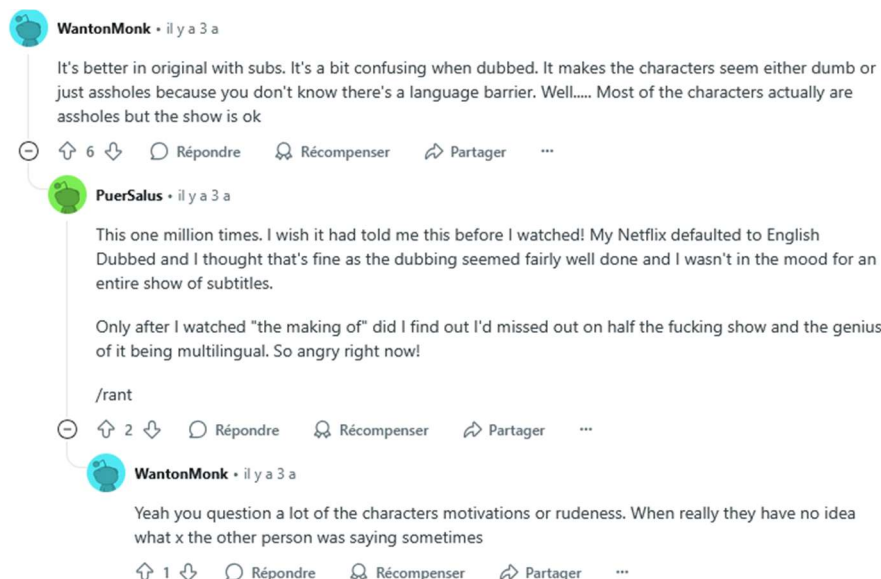 WantonMonk • il y a 3 a
It's better in original with subs. It's a bit confusing when dubbed. It makes the characters seem either dumb or
just assholes because you don't know there's a language barrier. Well..... Most of the characters actually are
assholes but the show is ok
6 Répondre Récompenser Partager ...
PuerSalus • il y a 3 a
This one million times. I wish it had told me this before I watched! My Netflix defaulted to English
Dubbed and I thought that's fine as the dubbing seemed fairly well done and I wasn't in the mood for an
entire show of subtitles.
Only after I watched "the making of" did I find out I'd missed out on half the fucking show and the genius
of it being multilingual. So angry right now!
/rant
2 Répondre Récompenser Partager ...
WantonMonk • il y a 3 a
Yeah you question a lot of the characters motivations or rudeness. When really they have no idea
what x the other person was saying sometimes
1 Répondre Récompenser Partager ...